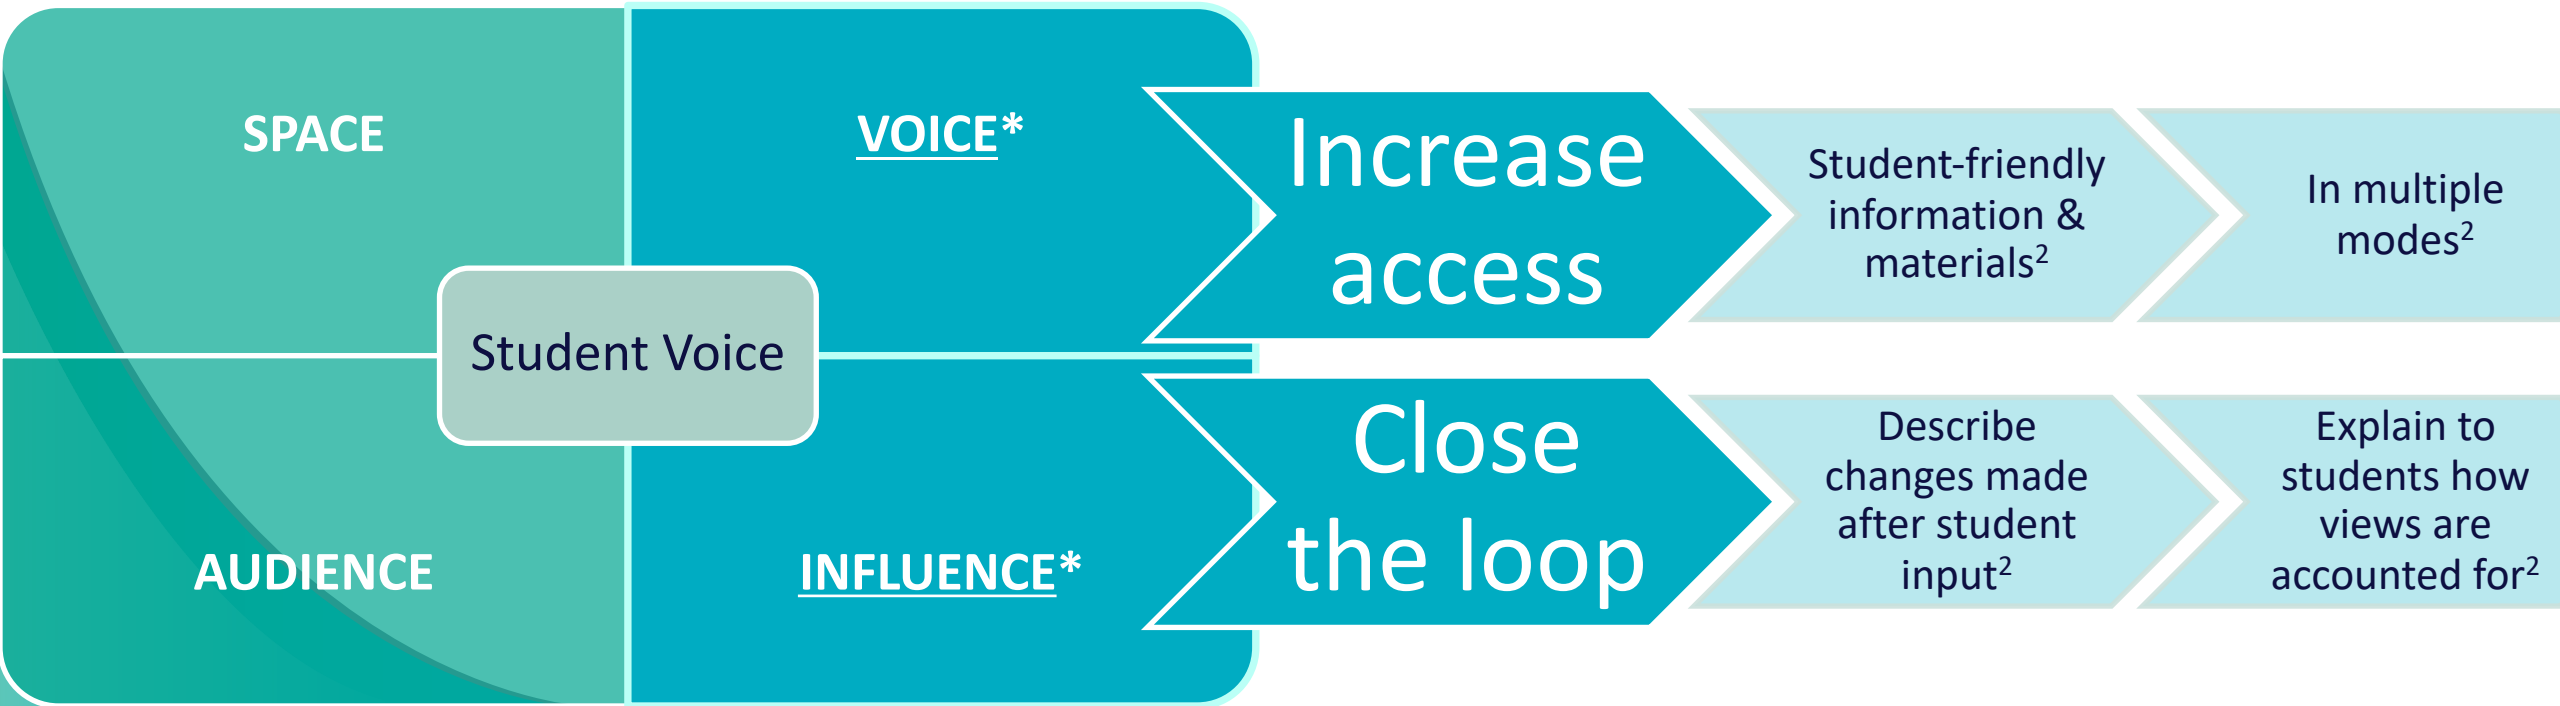 SPACE
VOICE*
Student Voice
AUDIENCE
INFLUENCE*
Increase
access
Student-friendly
information &
materials²
In multiple
modes²
Close
the loop
Describe
changes made
after student
input²
Explain to
students how
views are
accounted for²